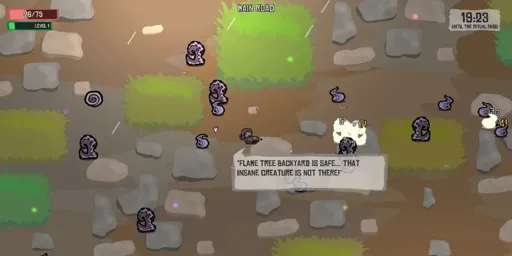 28/75
LEVEL 1
MAIN ROAD
19:23
UNTIL THE RITUAL ENDS
"FLAME TREE BACKYARD IS SAFE... THAT
INSANE CREATURE IS NOT THERE!"